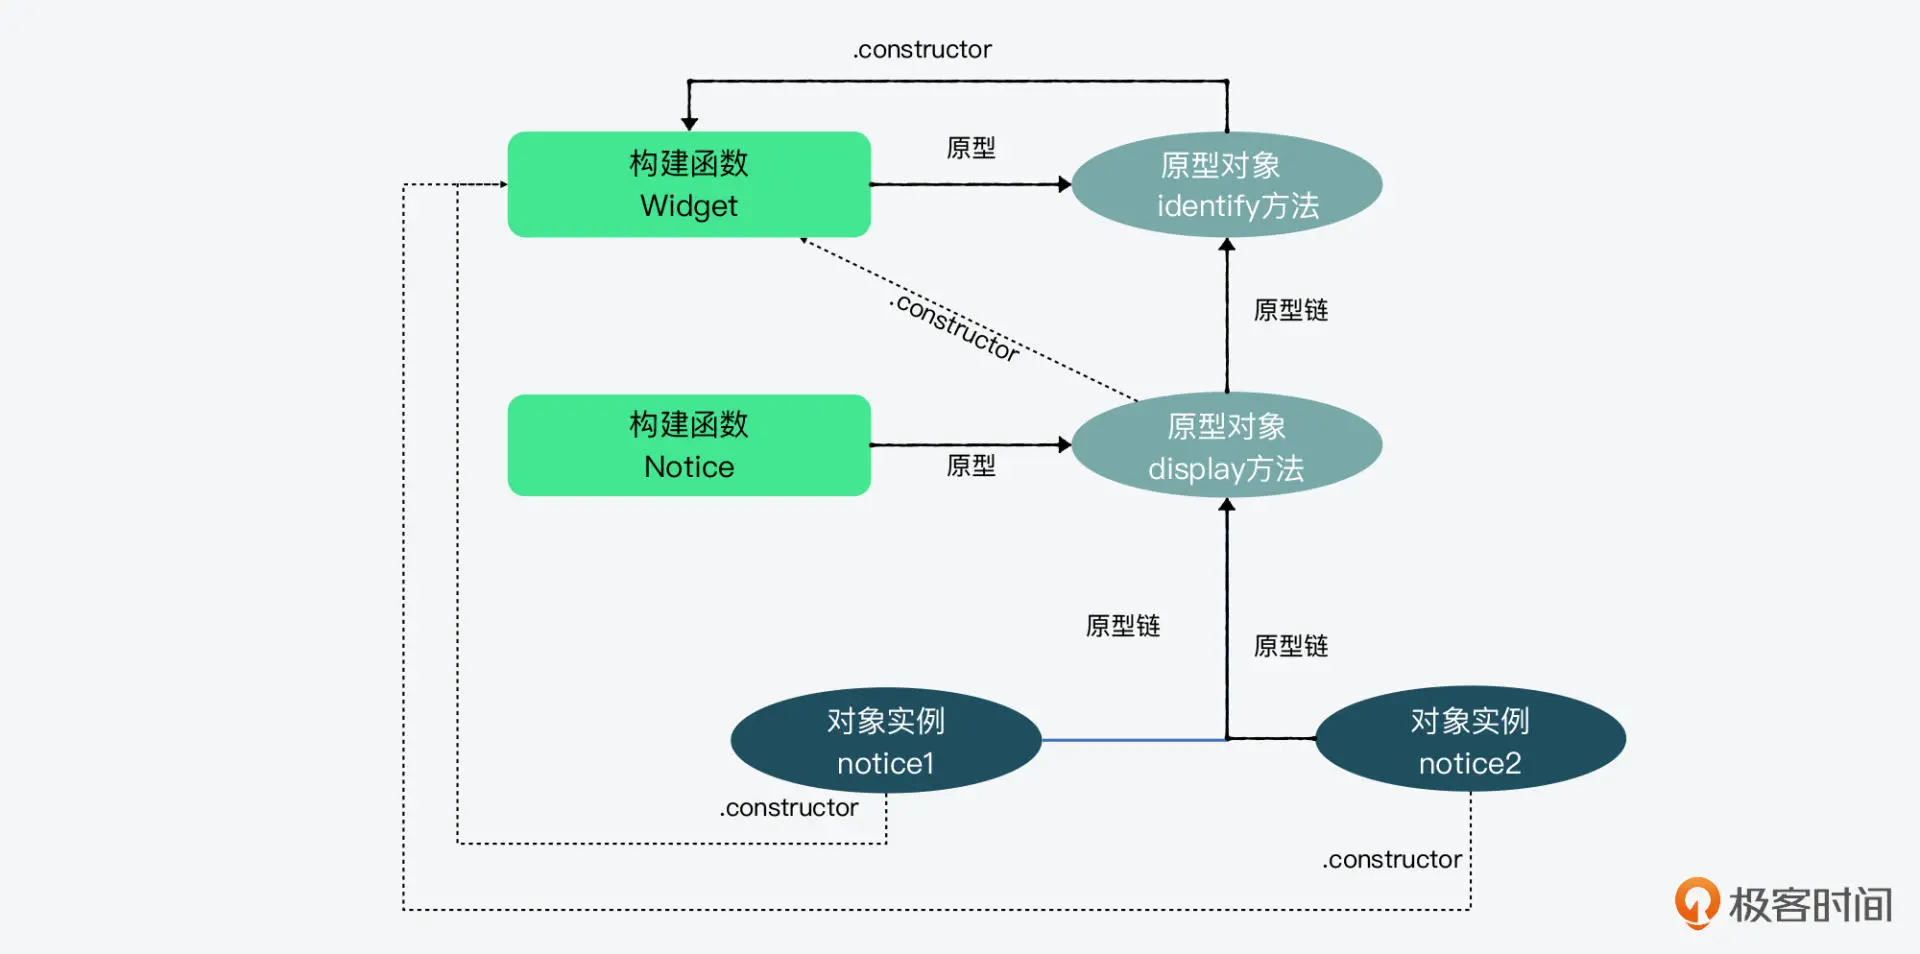 .constructor
构建函数
Widget
原型
原型对象
identify方法
.constructor
原型链
构建函数
Notice
原型
原型对象
display方法
原型链
原型链
对象实例
notice1
对象实例
notice2
.constructor
.constructor
极客时间